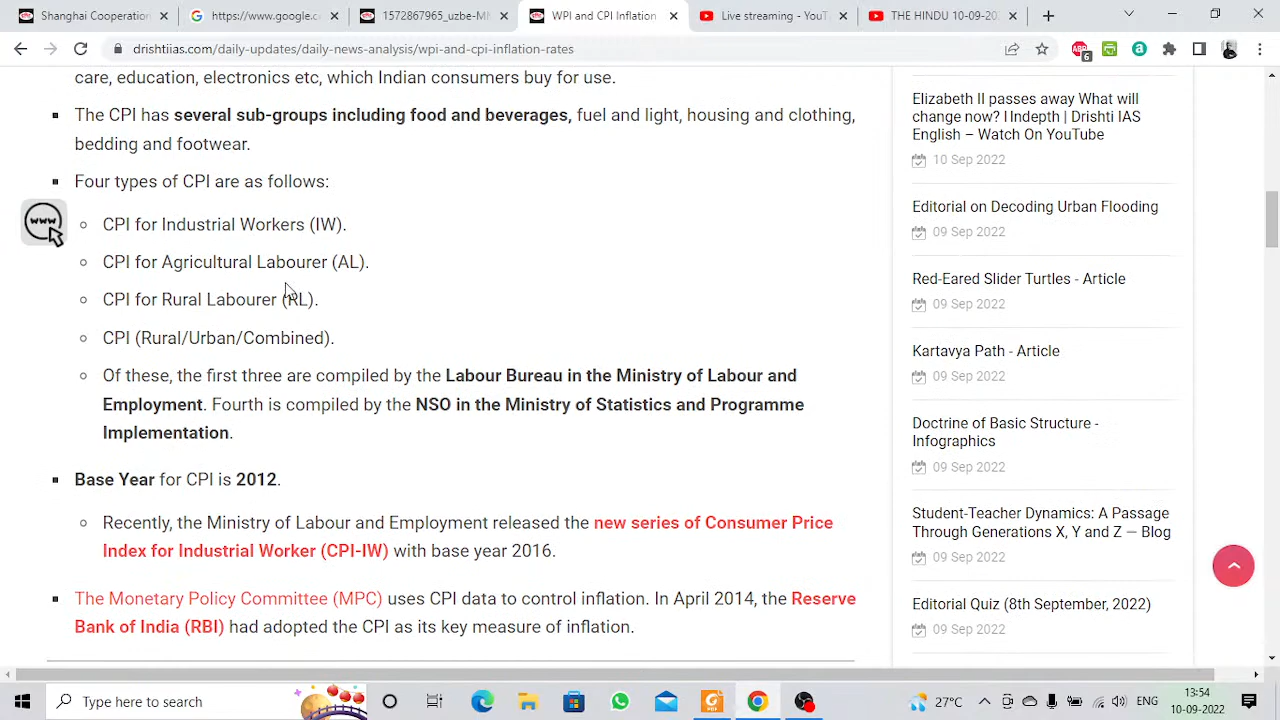 Shanghai Cooperation
https://www.google.c
1572867962_uzbe-MN
WPI and CPI Inflation
Live streaming - YouT
THE HINDU 10-09-202
drishtiias.com/daily-updates/daily-news-analysis/wpi-and-cpi-inflation-rates
6
care, education, electronics etc, which Indian consumers buy for use.
The CPI has several sub-groups including food and beverages, fuel and light, housing and clothing,
bedding and footwear.
Four types of CPI are as follows:
www
CPI for Industrial Workers (IW).
CPI for Agricultural Labourer (AL).
CPI for Rural Labourer (RL).
CPI (Rural/Urban/Combined).
Of these, the first three are compiled by the Labour Bureau in the Ministry of Labour and
Employment. Fourth is compiled by the NSO in the Ministry of Statistics and Programme
Implementation.
Base Year for CPI is 2012.
Recently, the Ministry of Labour and Employment released the new series of Consumer Price
Index for Industrial Worker (CPI-IW) with base year 2016.
The Monetary Policy Committee (MPC) uses CPI data to control inflation. In April 2014, the Reserve
Bank of India (RBI) had adopted the CPI as its key measure of inflation.
Elizabeth II passes away What will
change now? I Indepth | Drishti IAS
English – Watch On YouTube
10 Sep 2022
Editorial on Decoding Urban Flooding
09 Sep 2022
Red-Eared Slider Turtles - Article
09 Sep 2022
Kartavya Path - Article
09 Sep 2022
Doctrine of Basic Structure -
Infographics
09 Sep 2022
Student-Teacher Dynamics: A Passage
Through Generations X, Y and Z — Blog
09 Sep 2022
Editorial Quiz (8th September, 2022)
09 Sep 2022
Type here to search
27°C
ENG
13:54
10-09-2022